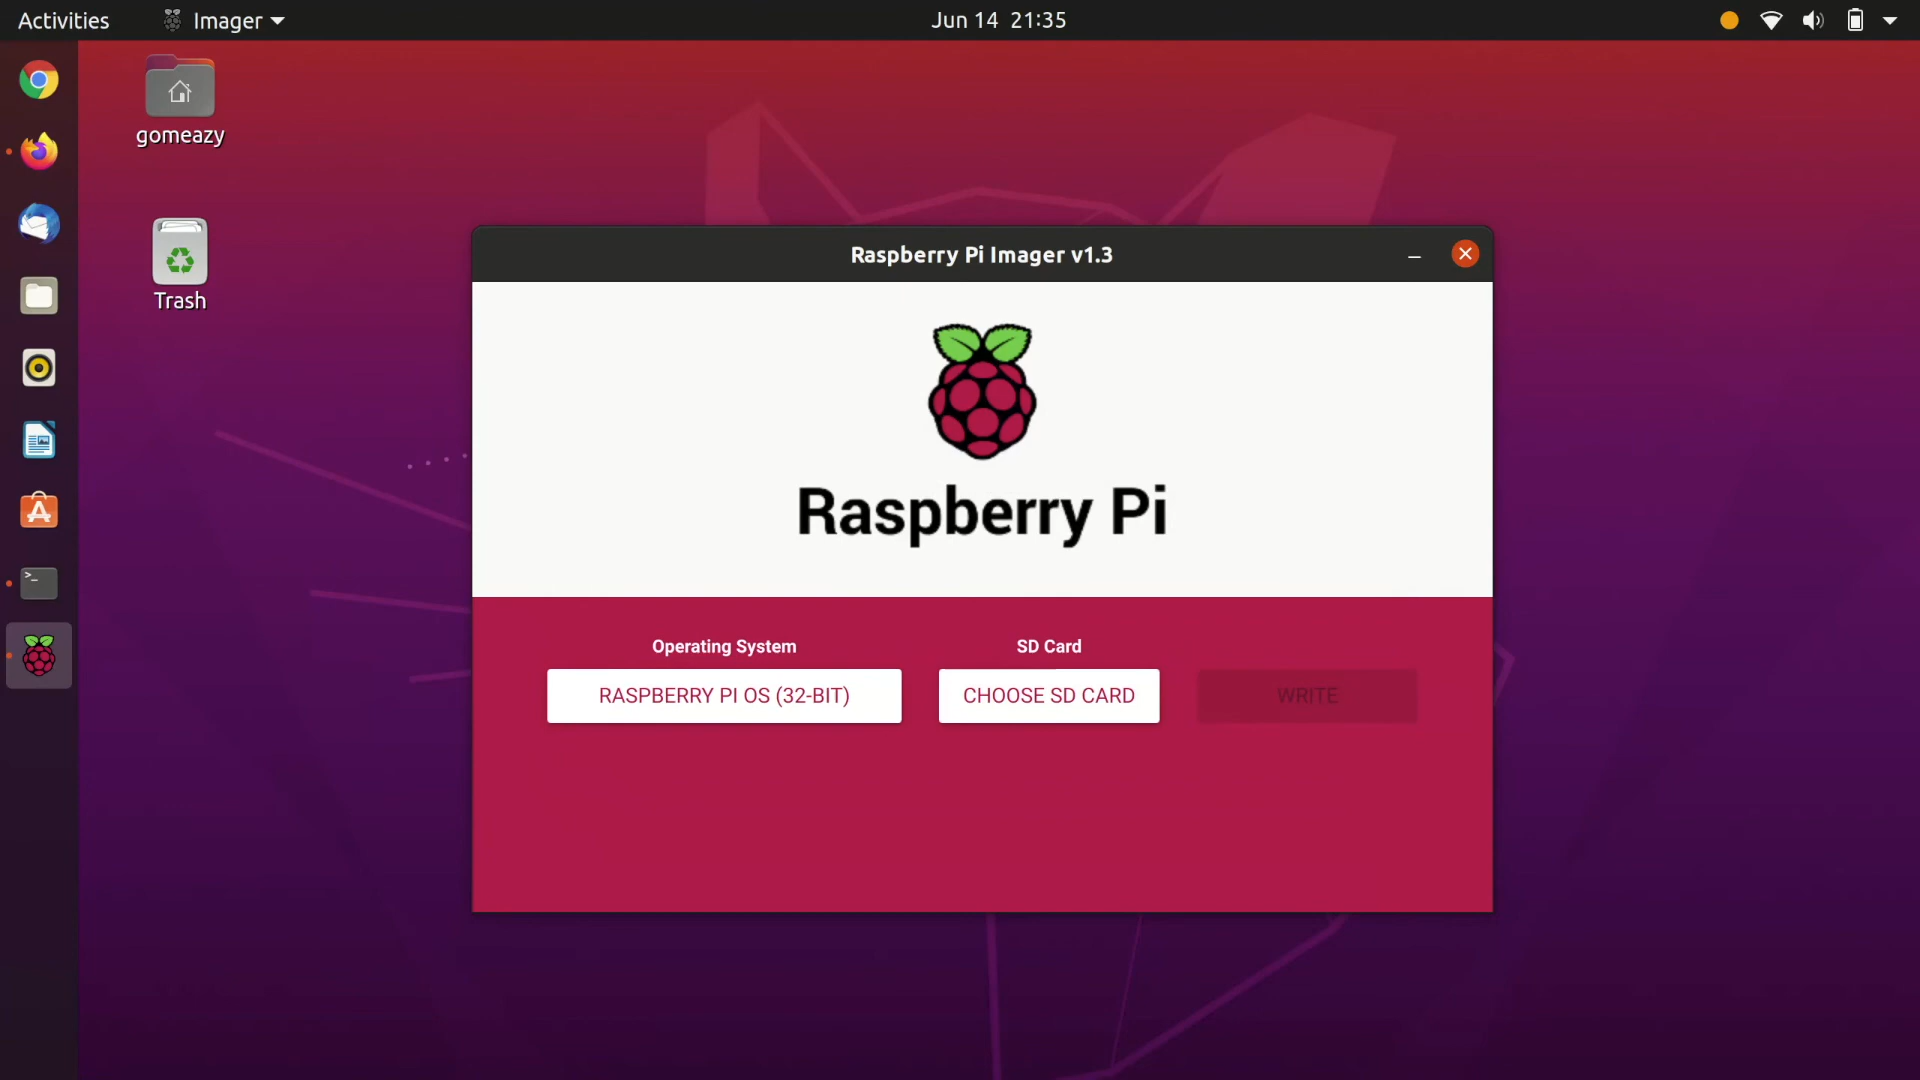 Activities
Imager
Jun 14 21:35
gomeazy
Trash
>_
Raspberry Pi Imager v1.3
Raspberry Pi
Operating System
SD Card
RASPBERRY PI OS (32-BIT)
CHOOSE SD CARD
WRITE